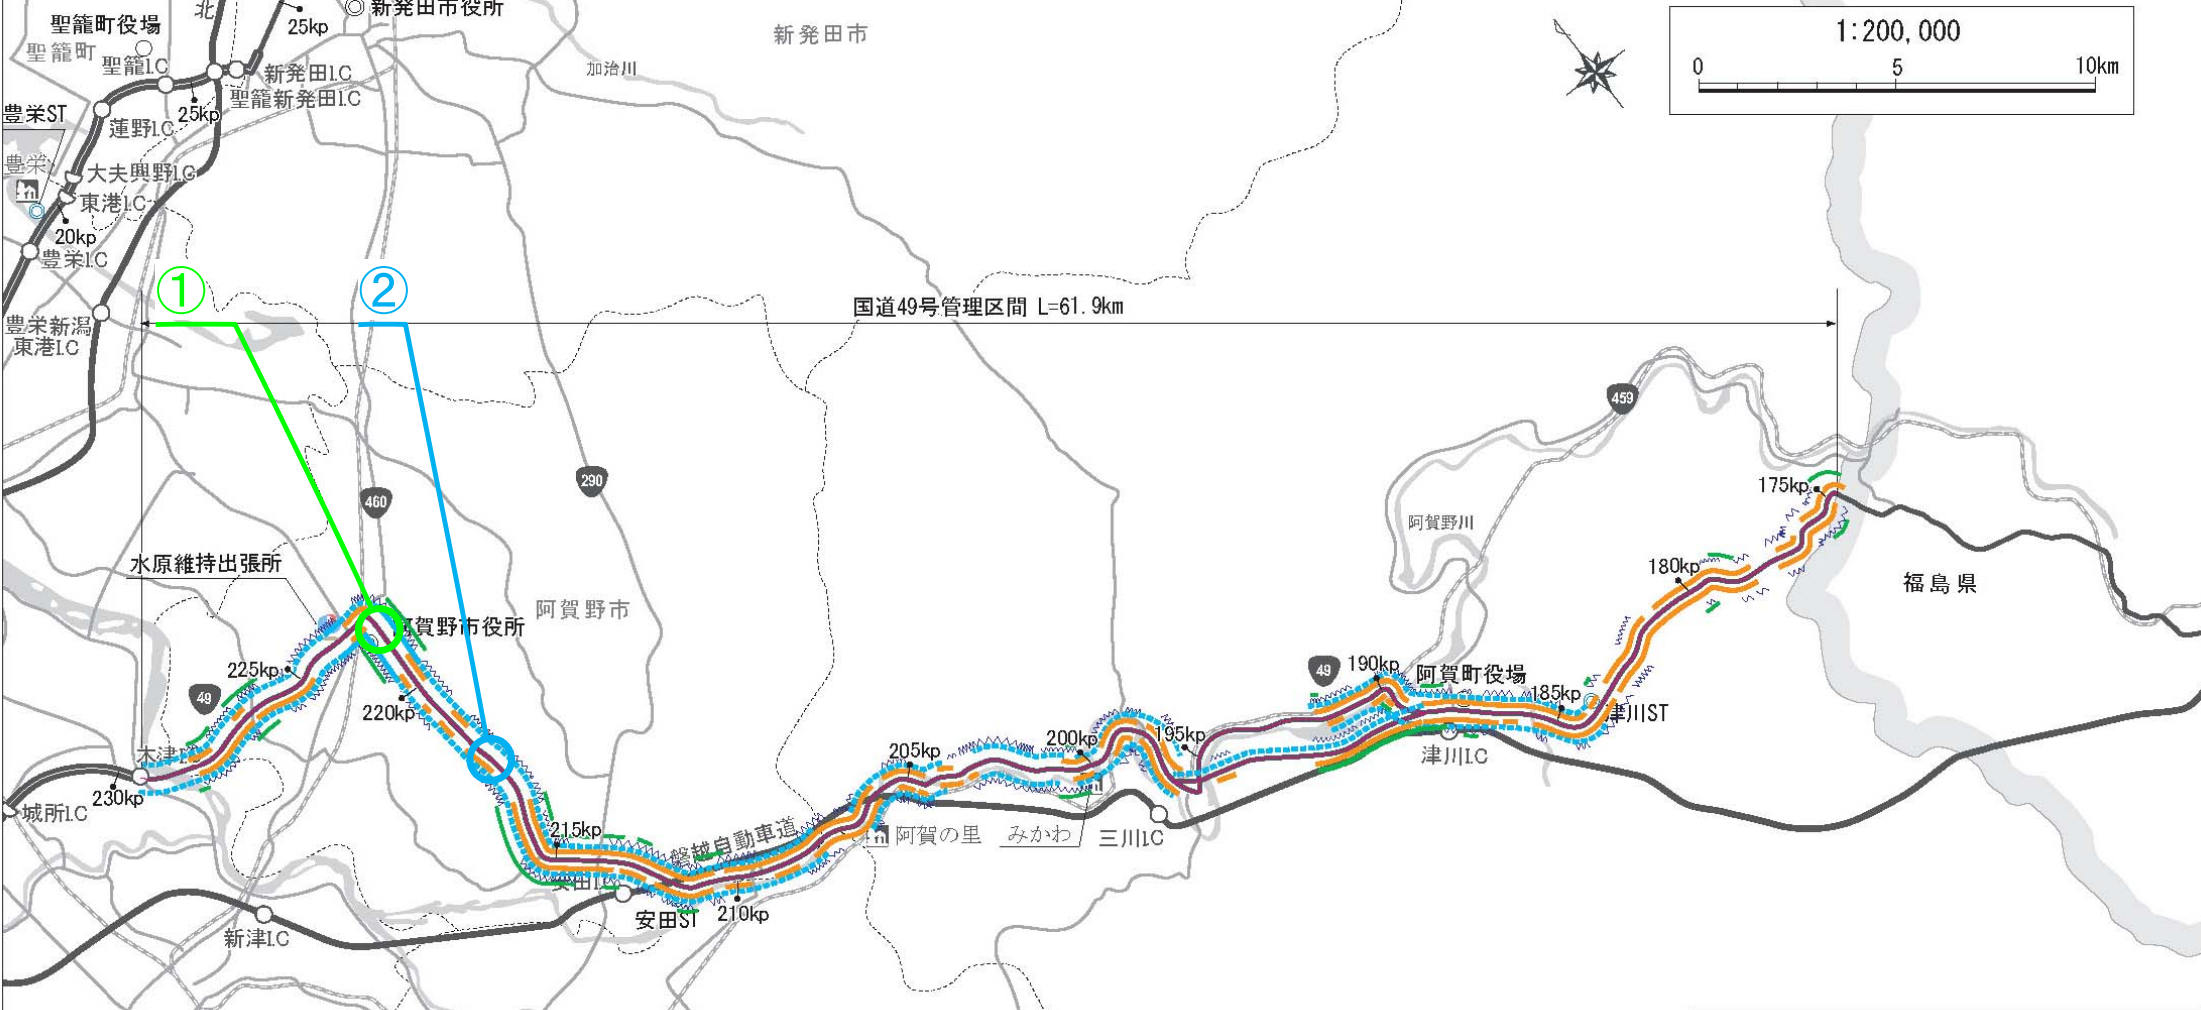 新発田市役所
北
25kp
聖籠町役場
聖籠町
新発田市
1:200,000
0 5 10km
聖籠I.C
新発田I.C
加治川
聖籠新発田I.C
25kp
豊栄ST
蓮野I.C
豊栄
大夫興野I.C
東港I.C
20kp
豊栄I.C
①
②
国道49号管理区間 L=61.9km
豊栄新潟
東港I.C
459
290
460
175kp
阿賀野川
水原維持出張所
180kp
福島県
阿賀野市
賀野市役所
225kp
49
220kp
49
190kp
阿賀町役場
185kp
津川ST
200kp
195kp
津川I.C
205kp
230kp
城所I.C
215kp
磐越自動車道
阿賀の里
みかわ
三川I.C
安田ST
210kp
新津I.C